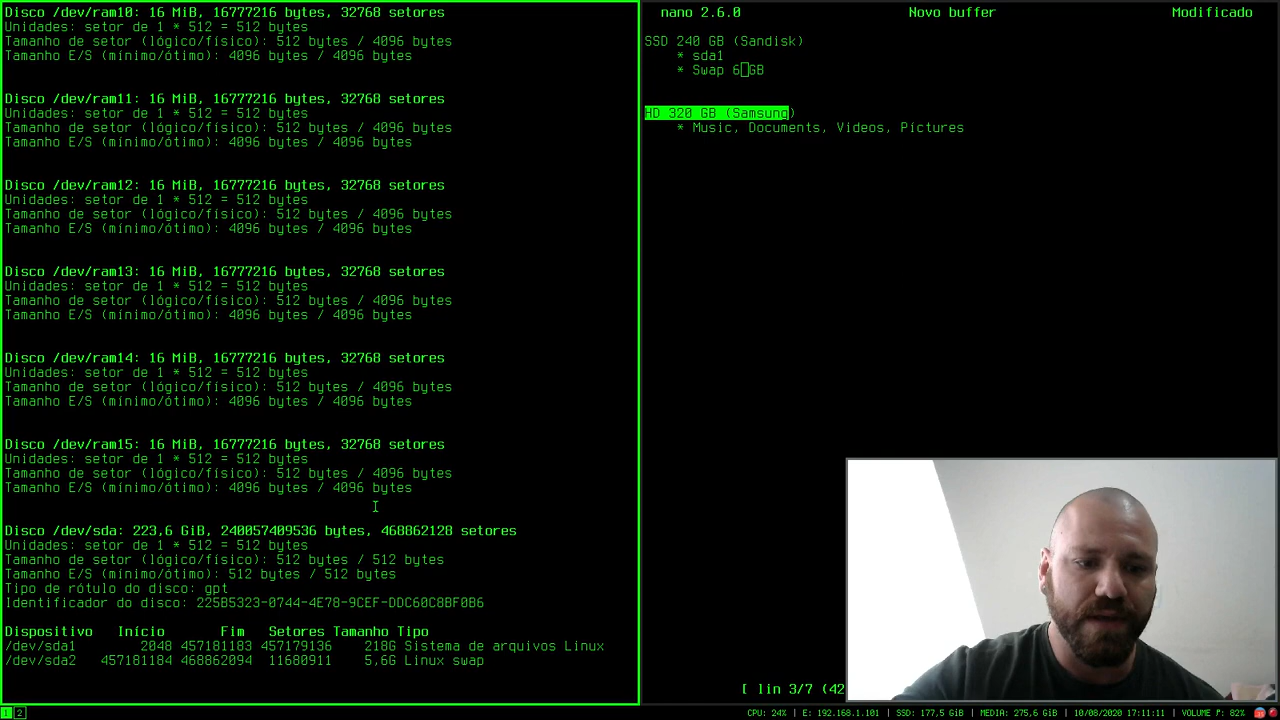 Disco /dev/ram10: 16 MiB, 16777216 bytes, 32768 setores
Unidades: setor de 1 * 512 = 512 bytes
Tamanho de setor (lógico/físico): 512 bytes / 4096 bytes
Tamanho E/S (mínimo/ótimo): 4096 bytes / 4096 bytes
Disco /dev/ram11: 16 MiB, 16777216 bytes, 32768 setores
Unidades: setor de 1 * 512 = 512 bytes
Tamanho de setor (lógico/físico): 512 bytes / 4096 bytes
Tamanho E/S (mínimo/ótimo): 4096 bytes / 4096 bytes
Disco /dev/ram12: 16 MiB, 16777216 bytes, 32768 setores
Unidades: setor de 1 * 512 = 512 bytes
Tamanho de setor (lógico/físico): 512 bytes / 4096 bytes
Tamanho E/S (mínimo/ótimo): 4096 bytes / 4096 bytes
Disco /dev/ram13: 16 MiB, 16777216 bytes, 32768 setores
Unidades: setor de 1 * 512 = 512 bytes
Tamanho de setor (lógico/físico): 512 bytes / 4096 bytes
Tamanho E/S (mínimo/ótimo): 4096 bytes / 4096 bytes
Disco /dev/ram14: 16 MiB, 16777216 bytes, 32768 setores
Unidades: setor de 1 * 512 = 512 bytes
Tamanho de setor (lógico/físico): 512 bytes / 4096 bytes
Tamanho E/S (mínimo/ótimo): 4096 bytes / 4096 bytes
Disco /dev/ram15: 16 MiB, 16777216 bytes, 32768 setores
Unidades: setor de 1 * 512 = 512 bytes
Tamanho de setor (lógico/físico): 512 bytes / 4096 bytes
Tamanho E/S (mínimo/ótimo): 4096 bytes / 4096 bytes
Disco /dev/sda: 223,6 GiB, 240057409536 bytes, 468862128 setores
Unidades: setor de 1 * 512 = 512 bytes
Tamanho de setor (lógico/físico): 512 bytes / 512 bytes
Tamanho E/S (mínimo/ótimo): 512 bytes / 512 bytes
Tipo de rótulo do disco: gpt
Identificador do disco: 225B5323-0744-4E78-9CEF-DDC60C8BF0B6
Dispositivo Início Fim Setores Tamanho Tipo
/dev/sda1 2048 457181183 457179136 218G Sistema de arquivos Linux
/dev/sda2 457181184 468862094 11680911 5,6G Linux swap
nano 2.6.0 Novo buffer Modificado
SSD 240 GB (Sandisk)
* sda1
* Swap 6 GB
HD 320 GB (Samsung)
* Music, Documents, Videos, Pictures
[ lin 3/7 (42
1 2 CPU: 24% | E: 192.168.1.101 | SSD: 177,5 GiB | MEDIA: 275,6 GiB | 10/08/2020 17:11:11 | VOLUME ♪: 82%